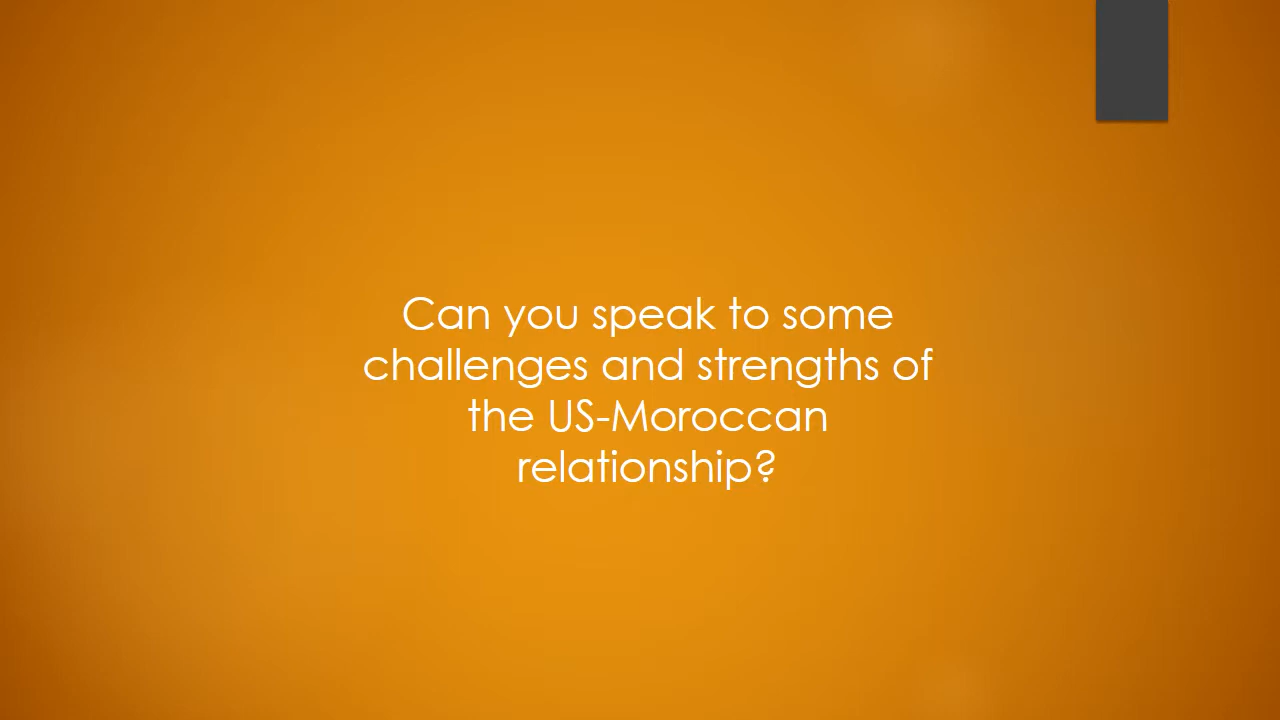 Can you speak to some
challenges and strengths of
the US-Moroccan
relationship?